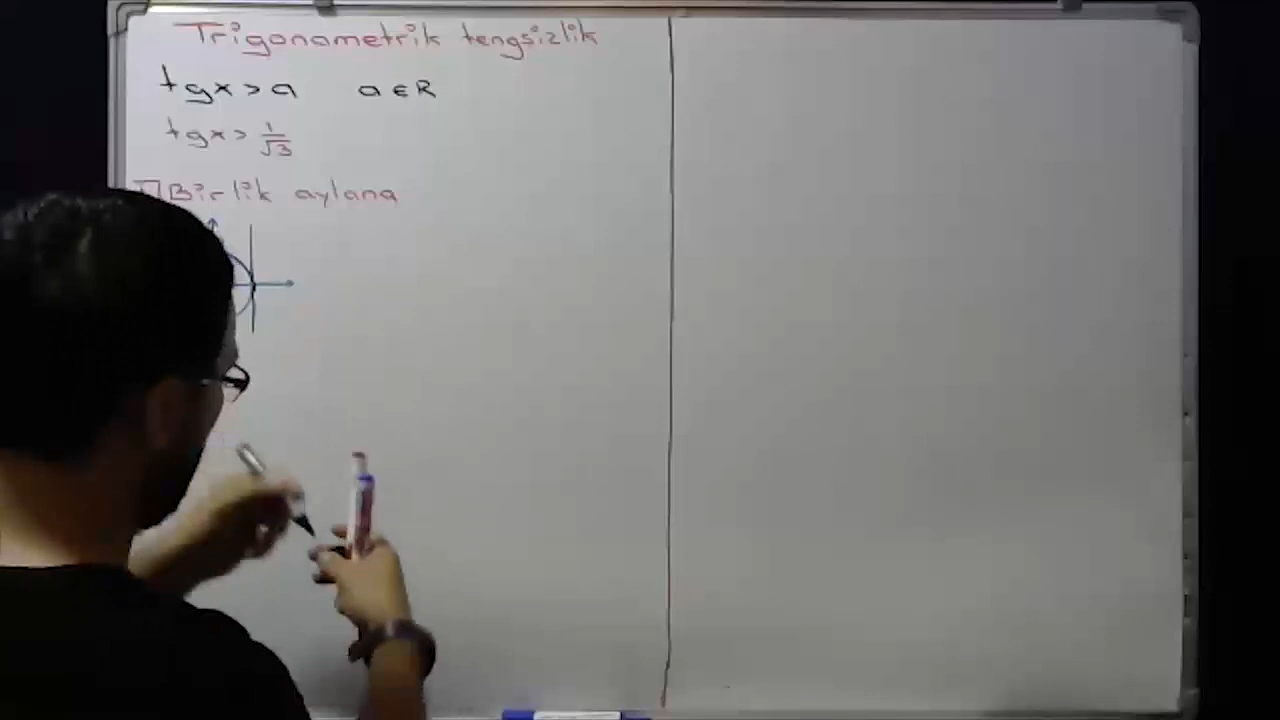 Trigonometrik tengsizlik
tgx > a a ∈ R
tgx > 1/√3
Birlik aylana